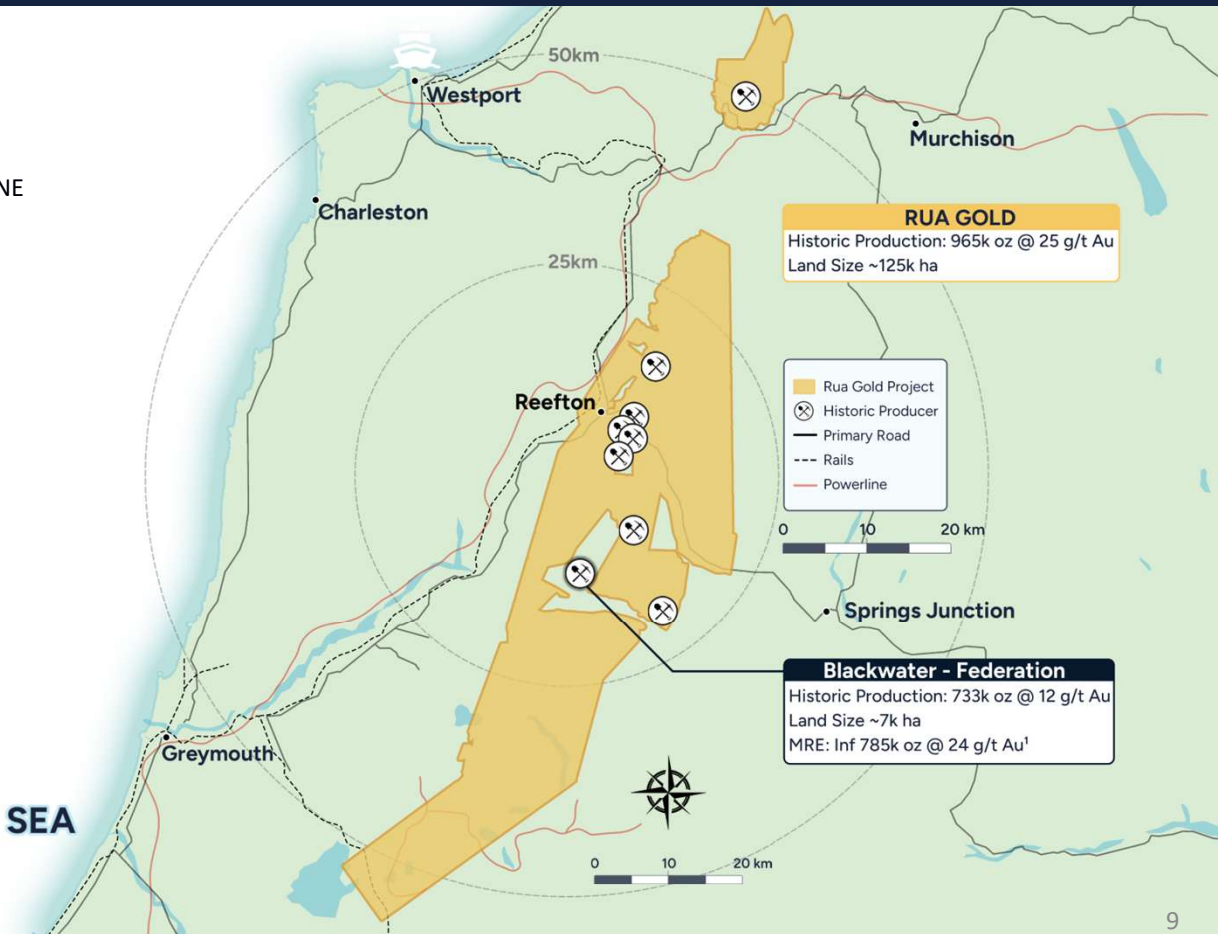 50km
Westport
Murchison
NE
Charleston
RUA GOLD
Historic Production: 965k oz @ 25 g/t Au
Land Size ~125k ha
25km
Rua Gold Project
Historic Producer
Primary Road
Rails
Powerline
Reefton
0 10 20 km
Springs Junction
Blackwater - Federation
Historic Production: 733k oz @ 12 g/t Au
Land Size ~7k ha
MRE: Inf 785k oz @ 24 g/t Au¹
Greymouth
SEA
0 10 20 km
9